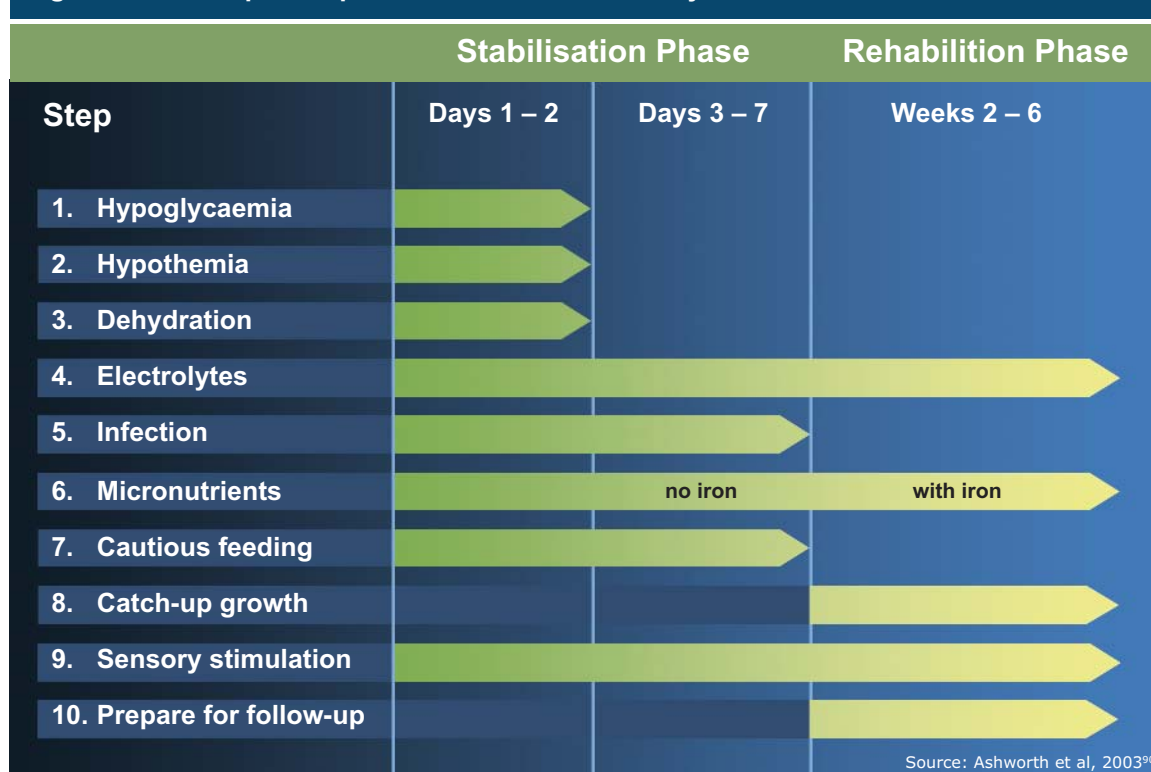 Stabilisation Phase Rehabilition Phase
Step Days 1 – 2 Days 3 – 7 Weeks 2 – 6
1. Hypoglycaemia
2. Hypothemia
3. Dehydration
4. Electrolytes
5. Infection
6. Micronutrients no iron with iron
7. Cautious feeding
8. Catch-up growth
9. Sensory stimulation
10. Prepare for follow-up
Source: Ashworth et al, 2003